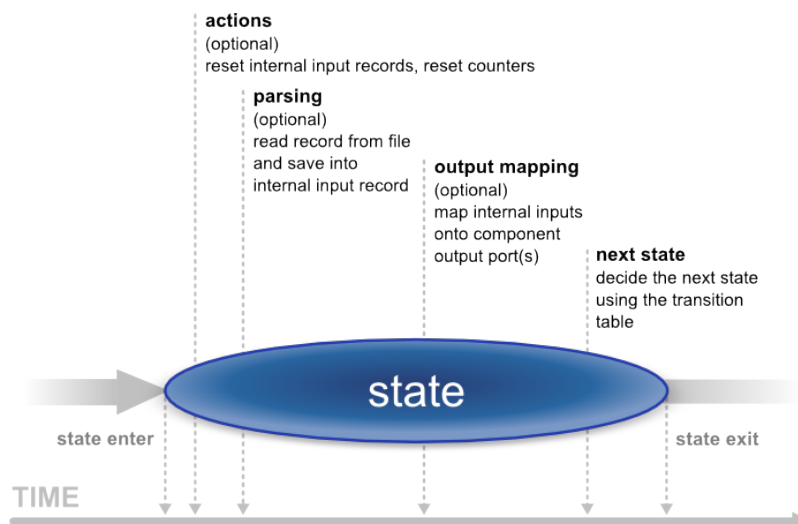 actions
(optional)
reset internal input records, reset counters
parsing
(optional)
read record from file
and save into
internal input record
output mapping
(optional)
map internal inputs
onto component
output port(s)
next state
decide the next state
using the transition
table
state
state enter
state exit
TIME